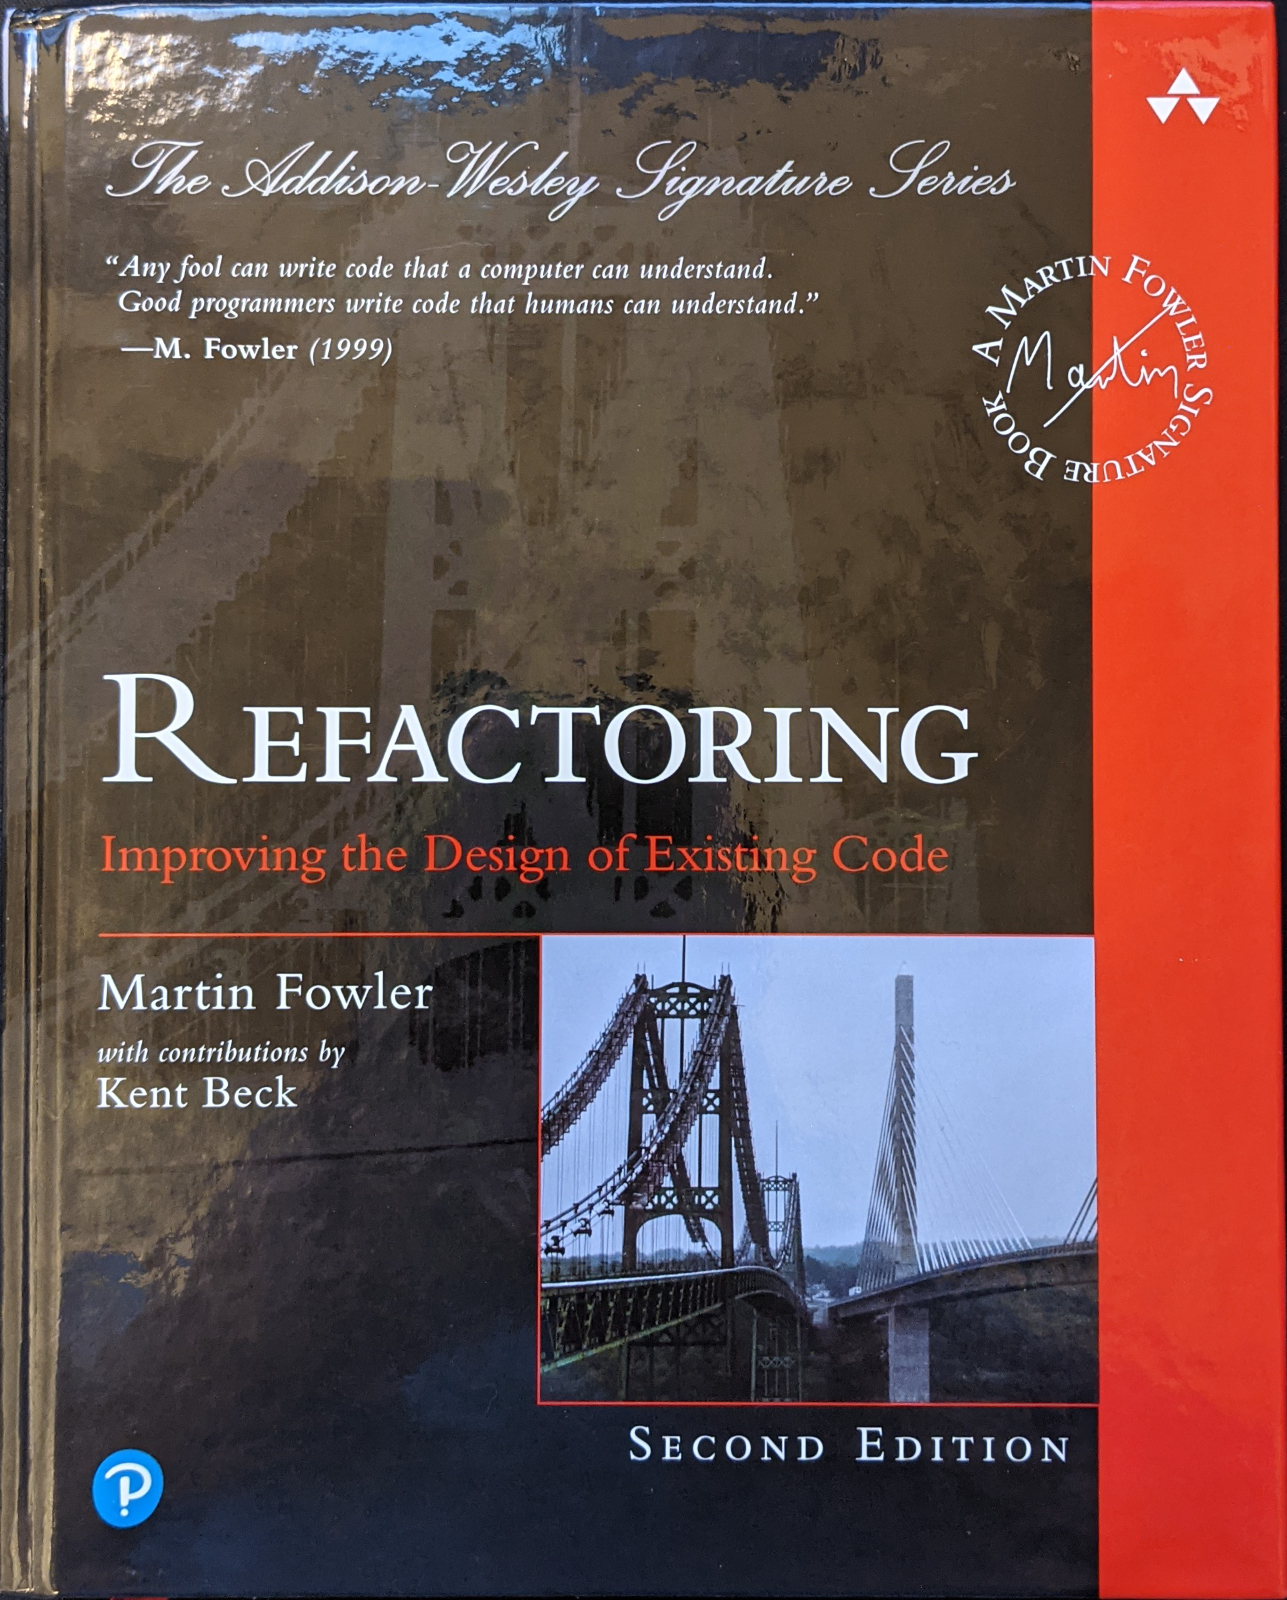 The Addison-Wesley Signature Series
“Any fool can write code that a computer can understand.
Good programmers write code that humans can understand.”
—M. Fowler (1999)
A MARTIN FOWLER SIGNATURE BOOK
Martin
REFACTORING
Improving the Design of Existing Code
Martin Fowler
with contributions by
Kent Beck
SECOND EDITION
P